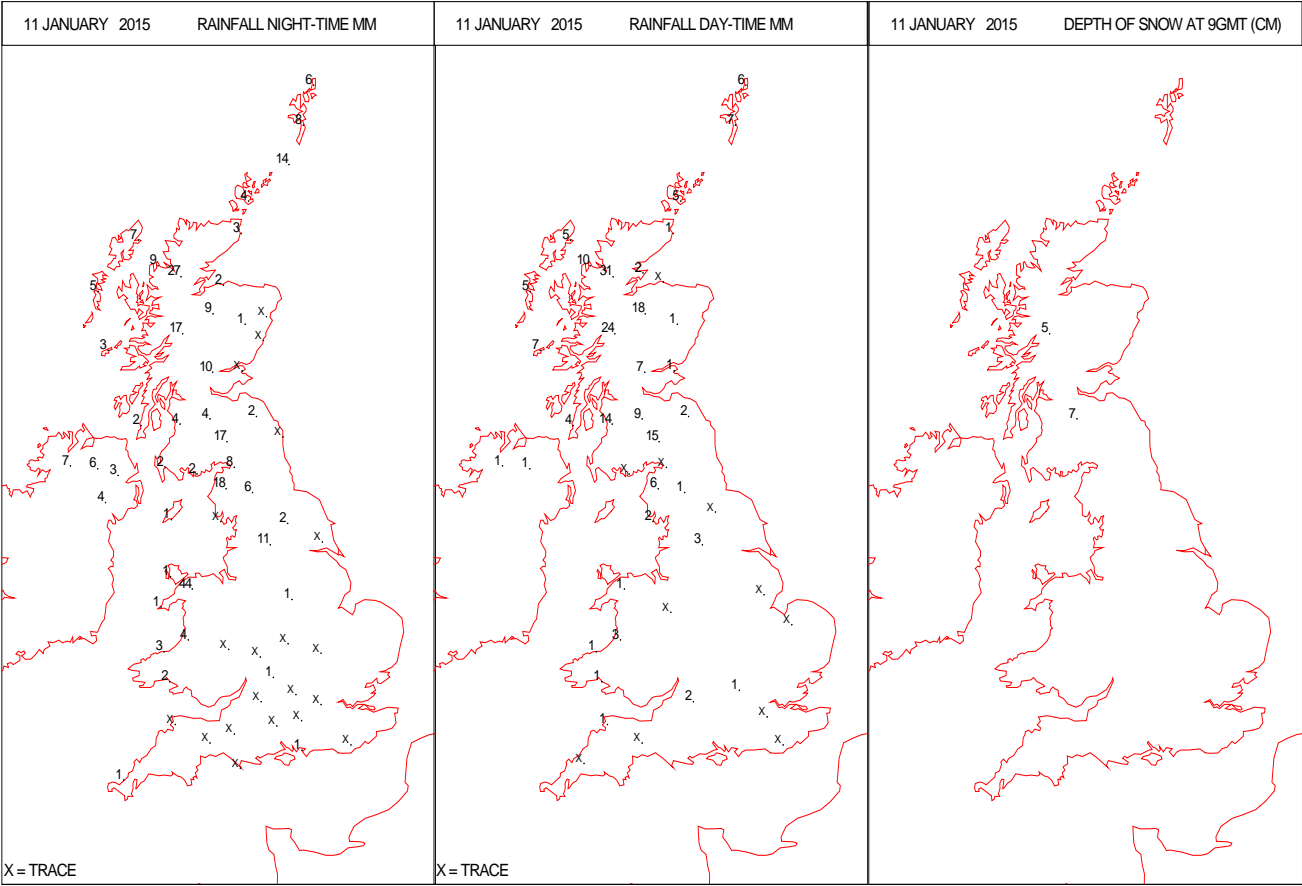 11 JANUARY 2015 RAINFALL NIGHT-TIME MM
6
8
14
4
3
7
9
27
5
2
9
X
1
17
X
3
10
X
2
4
4
2
X
17
7
6
3
2
2
8
18
6
4
1
X
2
X
11
1
44
1
1
4
3
X
X
X
X
2
1
X
X
X
X
X
X
X
X
1
X
X
1
X = TRACE
11 JANUARY 2015 RAINFALL DAY-TIME MM
6
7
5
1
5
10
31
2
X
5
18
1
24
7
7
1
4
14
9
2
15
1
1
X
X
6
1
2
X
3
1
X
X
X
3
1
1
2
1
X
1
X
X
X
X = TRACE
11 JANUARY 2015 DEPTH OF SNOW AT 9GMT (CM)
5
7